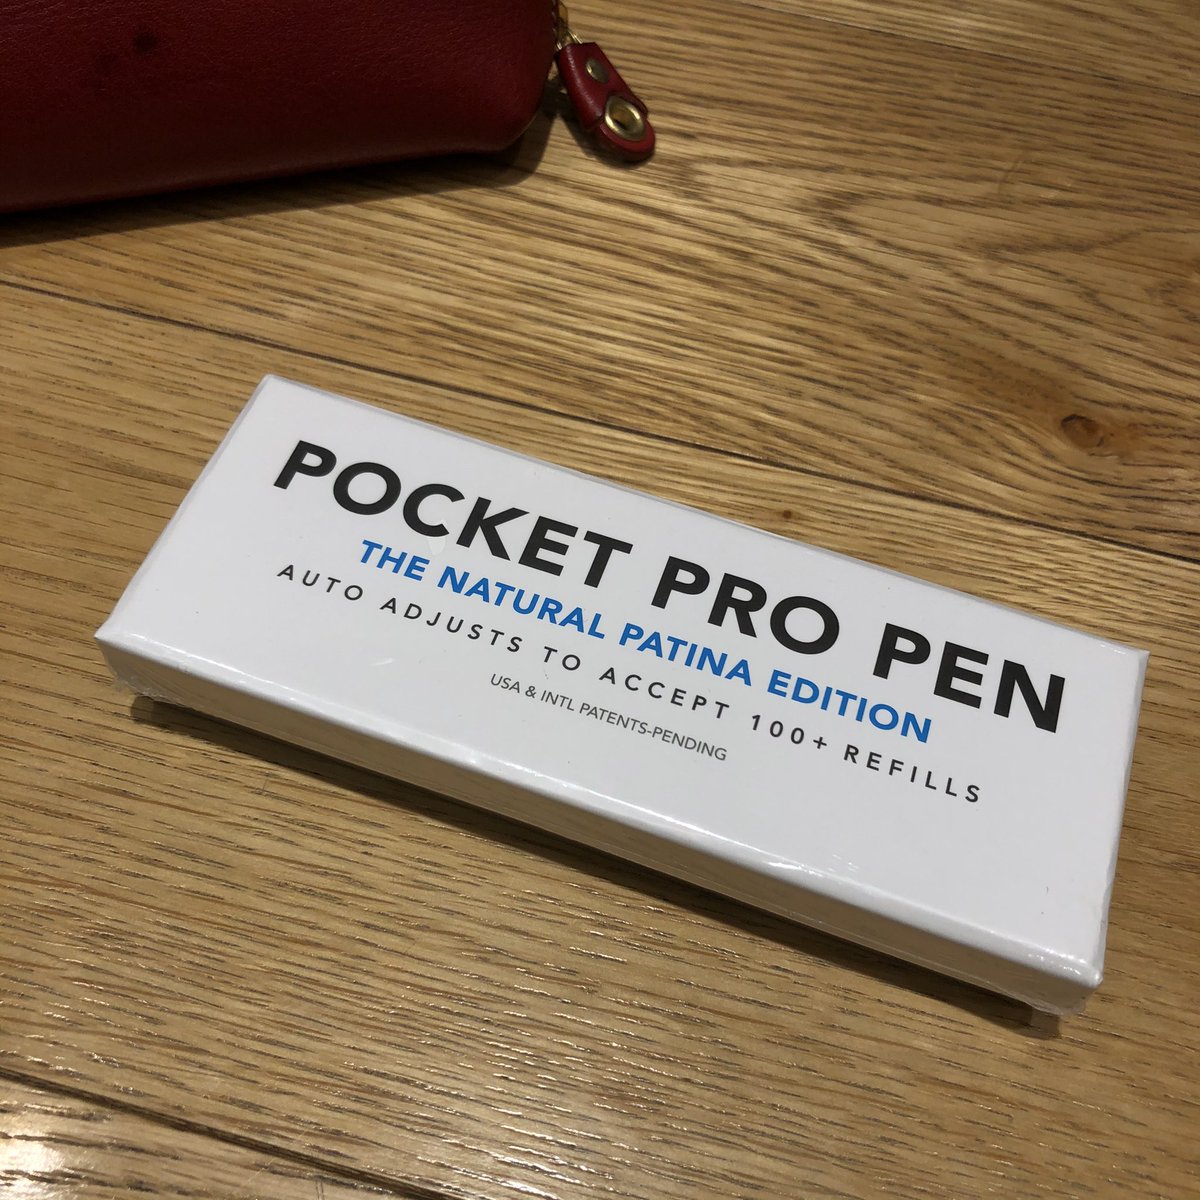 POCKET PRO PEN
THE NATURAL PATINA EDITION
AUTO ADJUSTS TO ACCEPT 100+ REFILLS
USA & INTL PATENTS-PENDING